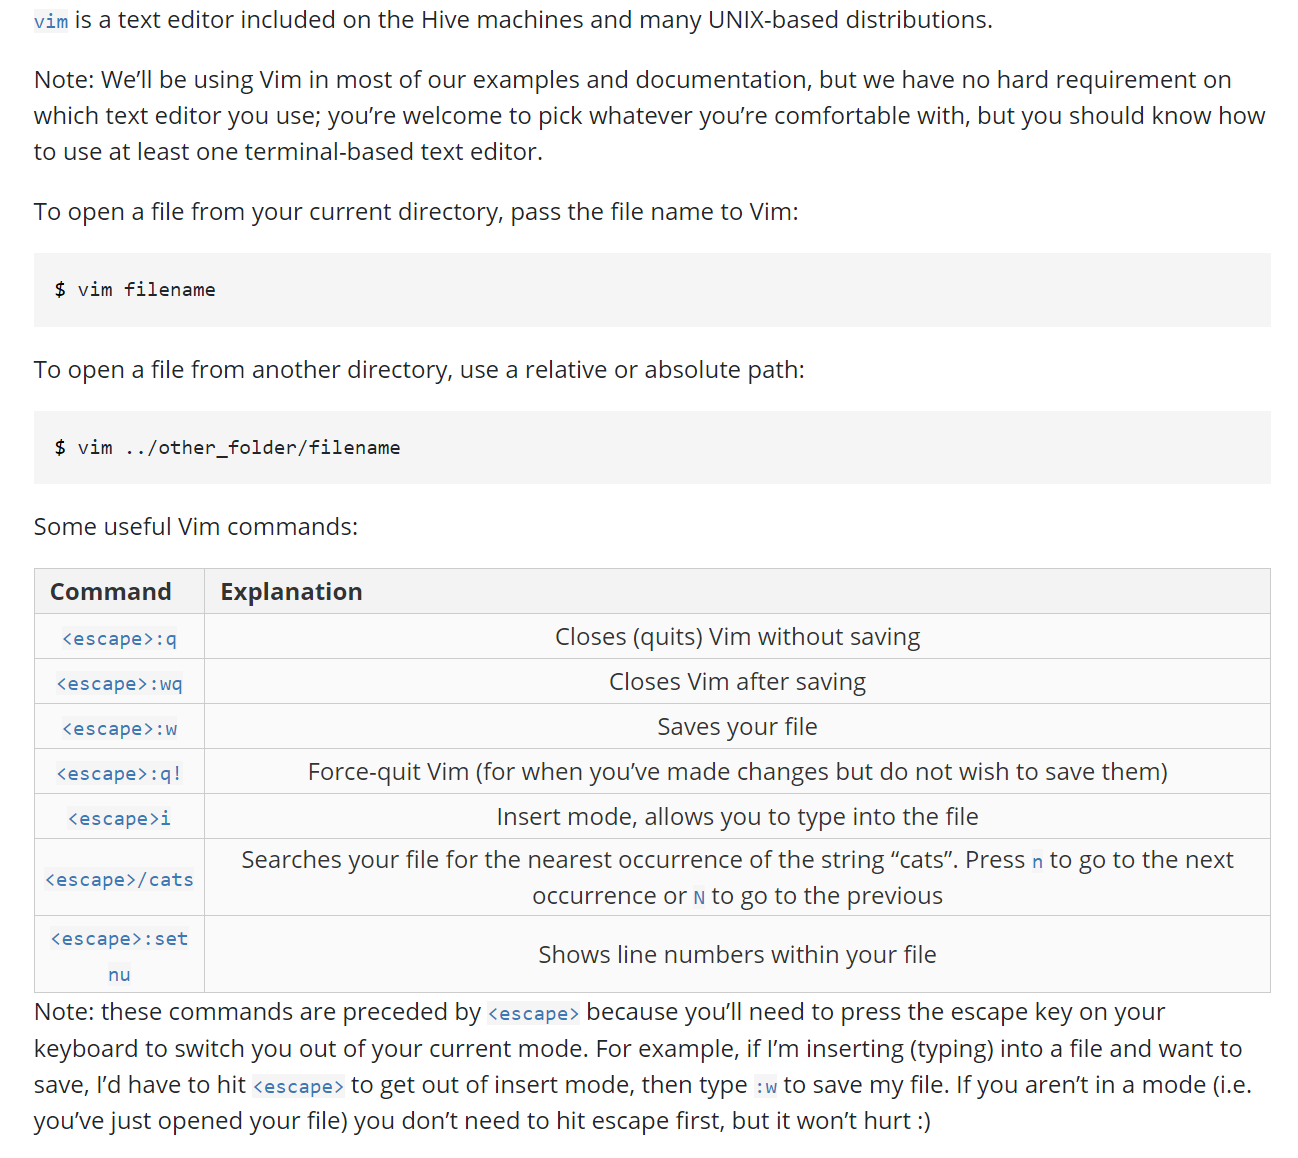 vim is a text editor included on the Hive machines and many UNIX-based distributions.
Note: We’ll be using Vim in most of our examples and documentation, but we have no hard requirement on
which text editor you use; you’re welcome to pick whatever you’re comfortable with, but you should know how
to use at least one terminal-based text editor.
To open a file from your current directory, pass the file name to Vim:
$ vim filename
To open a file from another directory, use a relative or absolute path:
$ vim ../other_folder/filename
Some useful Vim commands:
Command Explanation
<escape>:q Closes (quits) Vim without saving
<escape>:wq Closes Vim after saving
<escape>:w Saves your file
<escape>:q! Force-quit Vim (for when you’ve made changes but do not wish to save them)
<escape>i Insert mode, allows you to type into the file
<escape>/cats Searches your file for the nearest occurrence of the string “cats”. Press n to go to the next
occurrence or N to go to the previous
<escape>:set
nu
Shows line numbers within your file
Note: these commands are preceded by <escape> because you’ll need to press the escape key on your
keyboard to switch you out of your current mode. For example, if I’m inserting (typing) into a file and want to
save, I’d have to hit <escape> to get out of insert mode, then type :w to save my file. If you aren’t in a mode (i.e.
you’ve just opened your file) you don’t need to hit escape first, but it won’t hurt :)